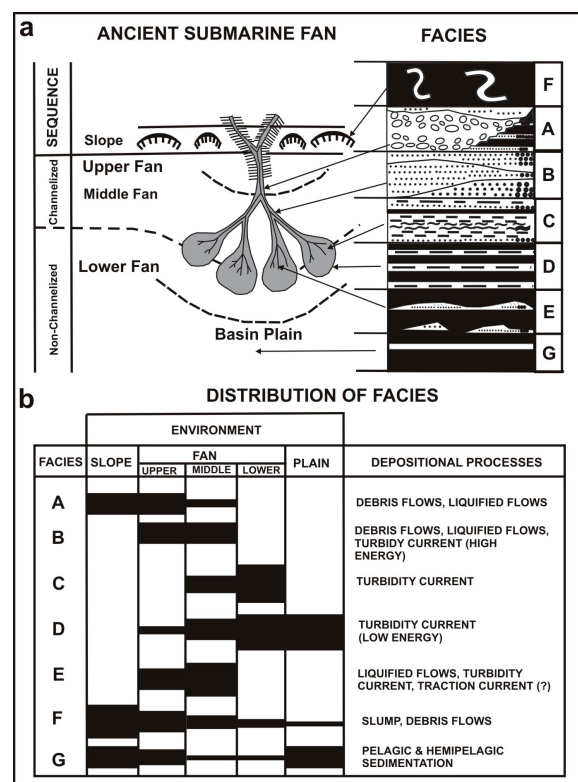 a
ANCIENT SUBMARINE FAN
FACIES
SEQUENCE
Channelized
Non-Channelized
Slope
Upper Fan
Middle Fan
Lower Fan
Basin Plain
F
A
B
C
D
E
G
b
DISTRIBUTION OF FACIES
ENVIRONMENT
FACIES SLOPE FAN PLAIN DEPOSITIONAL PROCESSES
UPPER MIDDLE LOWER
A DEBRIS FLOWS, LIQUIFIED FLOWS
B DEBRIS FLOWS, LIQUIFIED FLOWS,
TURBIDY CURRENT (HIGH
ENERGY)
C TURBIDITY CURRENT
D TURBIDITY CURRENT
(LOW ENERGY)
E LIQUIFIED FLOWS, TURBIDITY
CURRENT, TRACTION CURRENT (?)
F SLUMP, DEBRIS FLOWS
G PELAGIC & HEMIPELAGIC
SEDIMENTATION